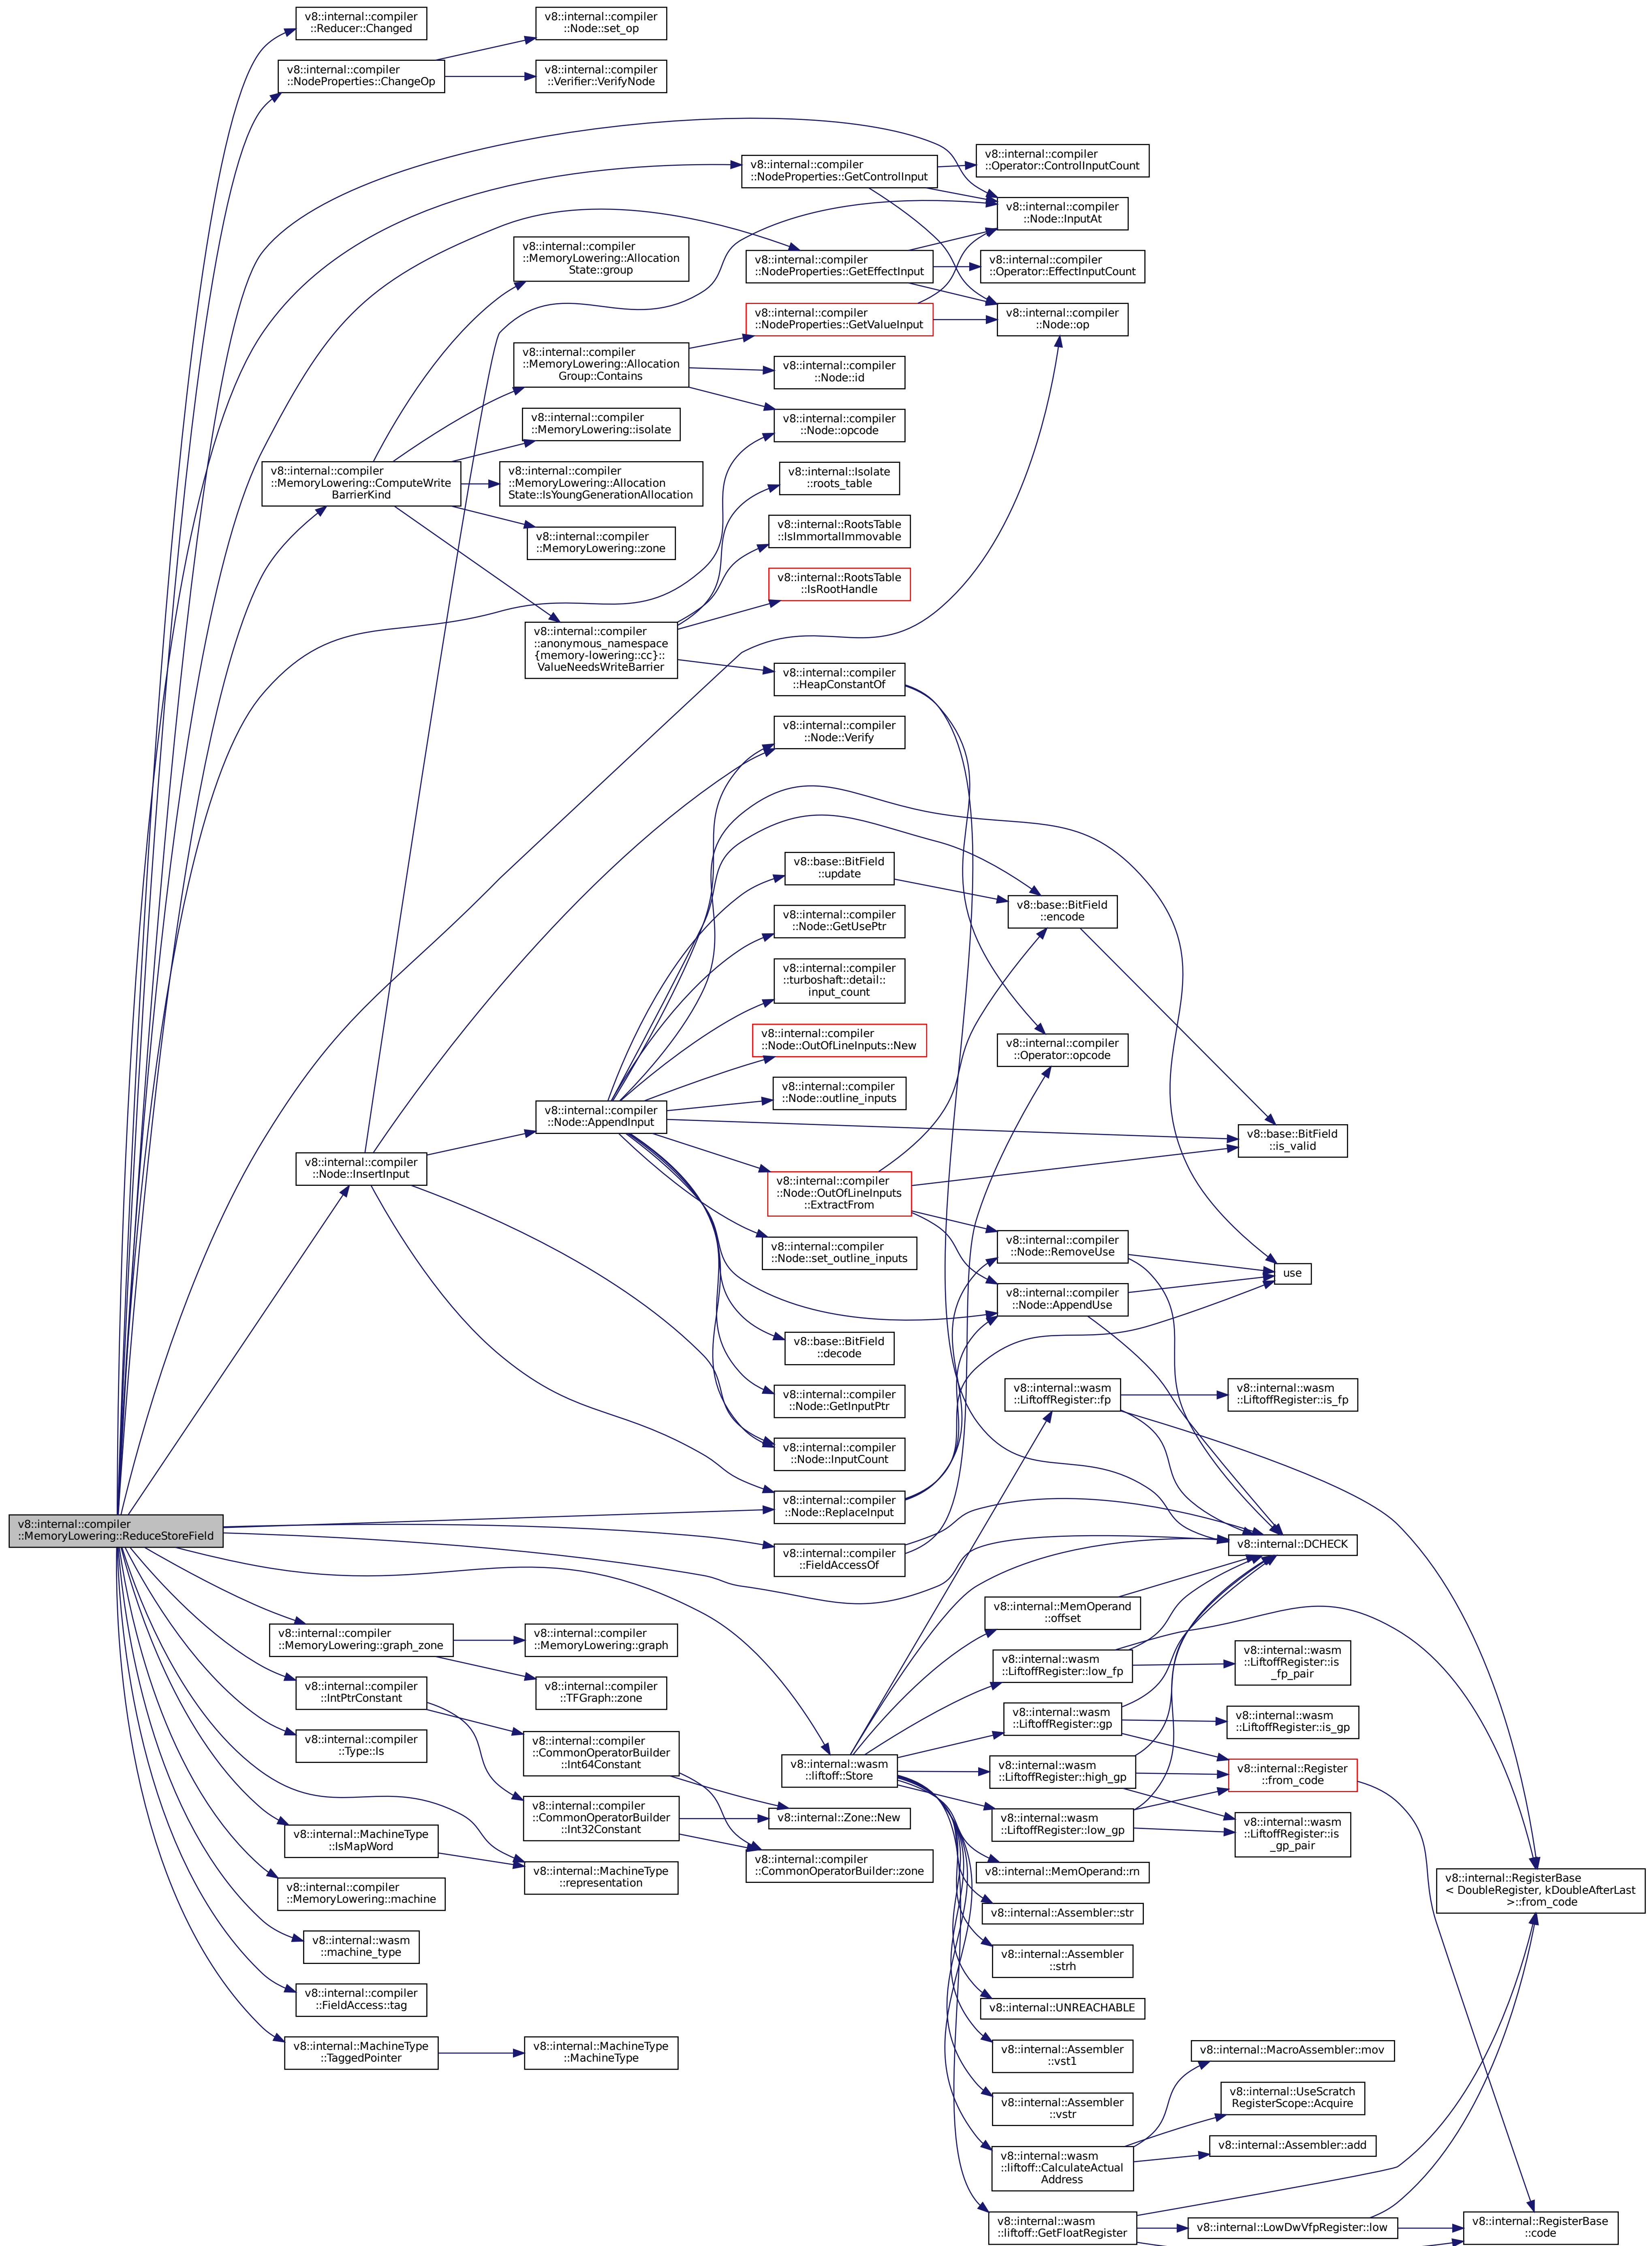 v8::internal::compiler
::Reducer::Changed
v8::internal::compiler
::Node::set_op
v8::internal::compiler
::NodeProperties::ChangeOp
v8::internal::compiler
::Verifier::VerifyNode
v8::internal::compiler
::NodeProperties::GetControlInput
v8::internal::compiler
::Operator::ControlInputCount
v8::internal::compiler
::Node::InputAt
v8::internal::compiler
::MemoryLowering::Allocation
State::group
v8::internal::compiler
::NodeProperties::GetEffectInput
v8::internal::compiler
::Operator::EffectInputCount
v8::internal::compiler
::NodeProperties::GetValueInput
v8::internal::compiler
::Node::op
v8::internal::compiler
::MemoryLowering::Allocation
Group::Contains
v8::internal::compiler
::Node::id
v8::internal::compiler
::MemoryLowering::isolate
v8::internal::compiler
::Node::opcode
v8::internal::compiler
::MemoryLowering::ComputeWrite
BarrierKind
v8::internal::compiler
::MemoryLowering::Allocation
State::IsYoungGenerationAllocation
v8::internal::Isolate
::roots_table
v8::internal::compiler
::MemoryLowering::zone
v8::internal::RootsTable
::IsImmortalImmovable
v8::internal::RootsTable
::IsRootHandle
v8::internal::compiler
::anonymous_namespace
{memory-lowering::cc}::
ValueNeedsWriteBarrier
v8::internal::compiler
::HeapConstantOf
v8::internal::compiler
::Node::Verify
v8::base::BitField
::update
v8::base::BitField
::encode
v8::internal::compiler
::Node::GetUsePtr
v8::internal::compiler
::turboshaft::detail::
input_count
v8::internal::compiler
::Node::OutOfLineInputs::New
v8::internal::compiler
::Operator::opcode
v8::internal::compiler
::Node::outline_inputs
v8::internal::compiler
::Node::AppendInput
v8::base::BitField
::is_valid
v8::internal::compiler
::Node::InsertInput
v8::internal::compiler
::Node::OutOfLineInputs
::ExtractFrom
v8::internal::compiler
::Node::set_outline_inputs
v8::internal::compiler
::Node::RemoveUse
use
v8::internal::compiler
::Node::AppendUse
v8::base::BitField
::decode
v8::internal::compiler
::Node::GetInputPtr
v8::internal::wasm
::LiftoffRegister::fp
v8::internal::wasm
::LiftoffRegister::is_fp
v8::internal::compiler
::Node::InputCount
v8::internal::compiler
::Node::ReplaceInput
v8::internal::compiler
::MemoryLowering::ReduceStoreField
v8::internal::compiler
::FieldAccessOf
v8::internal::DCHECK
v8::internal::MemOperand
::offset
v8::internal::compiler
::MemoryLowering::graph_zone
v8::internal::compiler
::MemoryLowering::graph
v8::internal::wasm
::LiftoffRegister::low_fp
v8::internal::wasm
::LiftoffRegister::is
_fp_pair
v8::internal::compiler
::IntPtrConstant
v8::internal::compiler
::TFGraph::zone
v8::internal::wasm
::LiftoffRegister::gp
v8::internal::wasm
::LiftoffRegister::is_gp
v8::internal::compiler
::Type::Is
v8::internal::compiler
::CommonOperatorBuilder
::Int64Constant
v8::internal::wasm
::liftoff::Store
v8::internal::wasm
::LiftoffRegister::high_gp
v8::internal::Register
::from_code
v8::internal::compiler
::CommonOperatorBuilder
::Int32Constant
v8::internal::Zone::New
v8::internal::wasm
::LiftoffRegister::low_gp
v8::internal::wasm
::LiftoffRegister::is
_gp_pair
v8::internal::MachineType
::IsMapWord
v8::internal::compiler
::CommonOperatorBuilder::zone
v8::internal::MemOperand::rn
v8::internal::MachineType
::representation
v8::internal::RegisterBase
< DoubleRegister, kDoubleAfterLast
>::from_code
v8::internal::compiler
::MemoryLowering::machine
v8::internal::Assembler::str
v8::internal::wasm
::machine_type
v8::internal::Assembler
::strh
v8::internal::compiler
::FieldAccess::tag
v8::internal::UNREACHABLE
v8::internal::MachineType
::TaggedPointer
v8::internal::MachineType
::MachineType
v8::internal::Assembler
::vst1
v8::internal::MacroAssembler::mov
v8::internal::Assembler
::vstr
v8::internal::UseScratch
RegisterScope::Acquire
v8::internal::wasm
::liftoff::CalculateActual
Address
v8::internal::Assembler::add
v8::internal::wasm
::liftoff::GetFloatRegister
v8::internal::LowDwVfpRegister::low
v8::internal::RegisterBase
::code